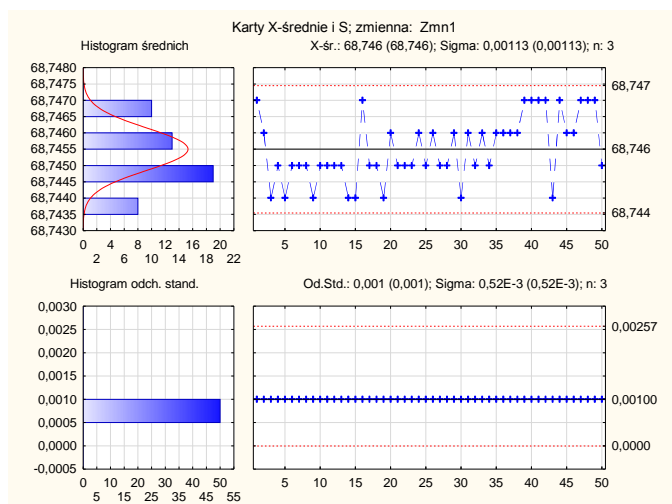 Karty X-średnie i S; zmienna: Zmn1
Histogram średnich
X-śr.: 68,746 (68,746); Sigma: 0,00113 (0,00113); n: 3
68,7480
68,7475
68,7470
68,7465
68,7460
68,7455
68,7450
68,7445
68,7440
68,7435
68,7430
0 4 8 12 16 20
2 6 10 14 18 22
68,747
68,746
68,744
5 10 15 20 25 30 35 40 45 50
Histogram odch. stand.
Od.Std.: 0,001 (0,001); Sigma: 0,52E-3 (0,52E-3); n: 3
0,0030
0,0025
0,0020
0,0015
0,0010
0,0005
0,0000
-0,0005
0 10 20 30 40 50
5 15 25 35 45 55
0,00257
0,00100
0,0000
5 10 15 20 25 30 35 40 45 50